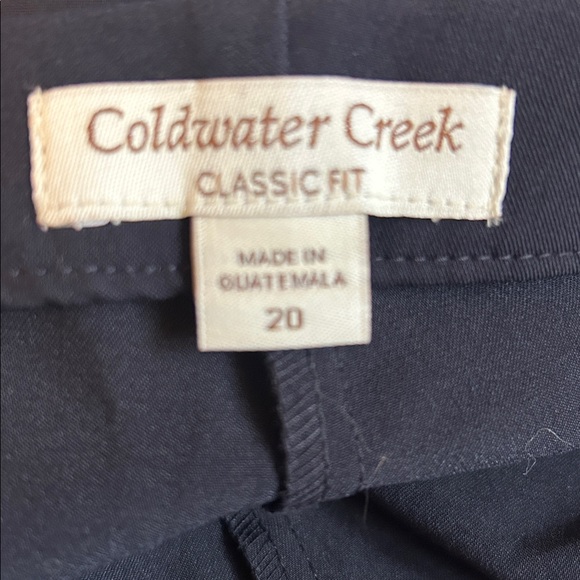 Coldwater Creek
CLASSIC FIT
MADE IN
GUATEMALA
20